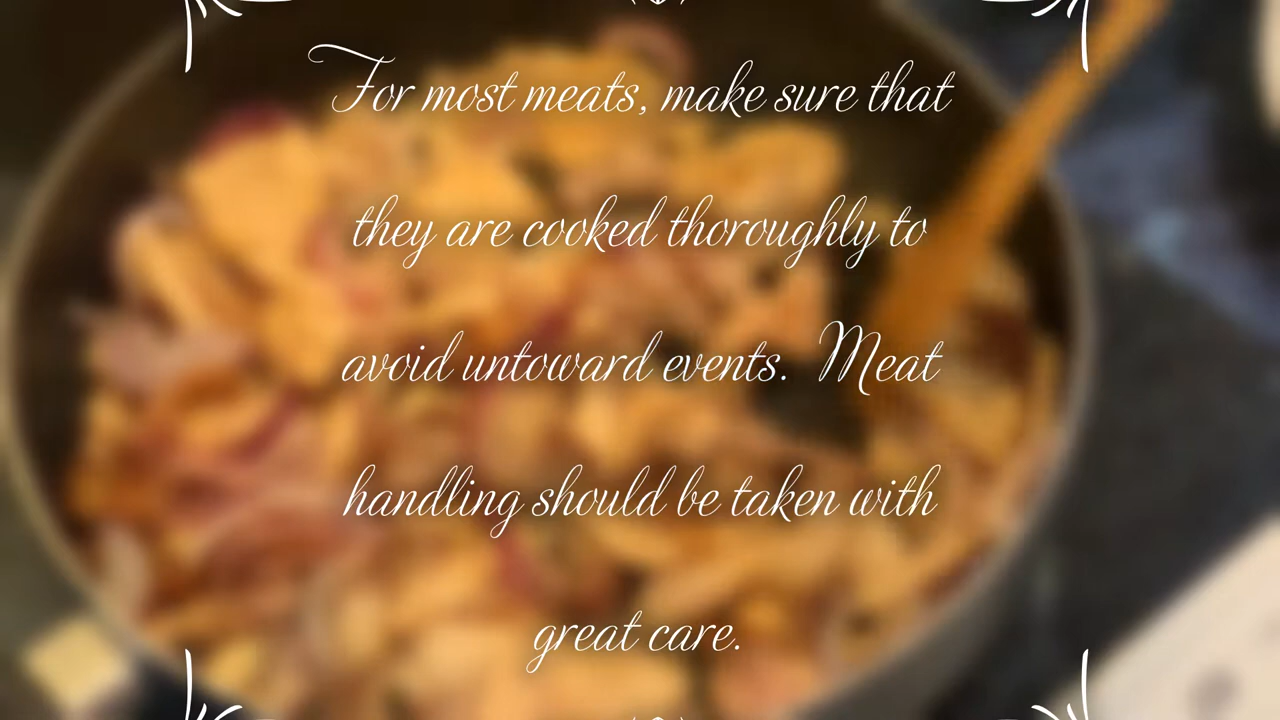 For most meats, make sure that
they are cooked thoroughly to
avoid untoward events. Meat
handling should be taken with
great care.